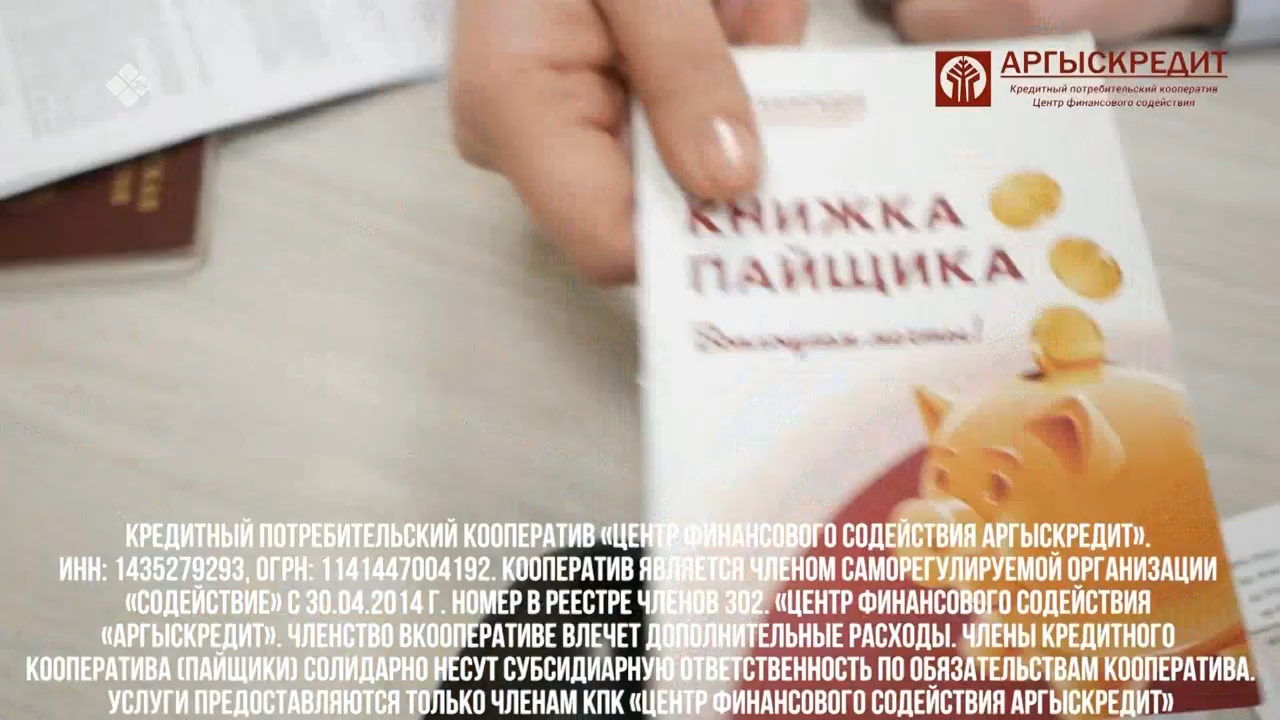 АРГЫСКРЕДИТ
Кредитный потребительский кооператив
Центр финансового содействия
КНИЖКА
ПАЙЩИКА
КРЕДИТНЫЙ ПОТРЕБИТЕЛЬСКИЙ КООПЕРАТИВ «ЦЕНТР ФИНАНСОВОГО СОДЕЙСТВИЯ АРГЫСКРЕДИТ».
ИНН: 1435279293, ОГРН: 1141447004192. КООПЕРАТИВ ЯВЛЯЕТСЯ ЧЛЕНОМ САМОРЕГУЛИРУЕМОЙ ОРГАНИЗАЦИИ
«СОДЕЙСТВИЕ» С 30.04.2014 Г. НОМЕР В РЕЕСТРЕ ЧЛЕНОВ 302. «ЦЕНТР ФИНАНСОВОГО СОДЕЙСТВИЯ
«АРГЫСКРЕДИТ». ЧЛЕНСТВО ВКООПЕРАТИВЕ ВЛЕЧЕТ ДОПОЛНИТЕЛЬНЫЕ РАСХОДЫ. ЧЛЕНЫ КРЕДИТНОГО
КООПЕРАТИВА (ПАЙЩИКИ) СОЛИДАРНО НЕСУТ СУБСИДИАРНУЮ ОТВЕТСТВЕННОСТЬ ПО ОБЯЗАТЕЛЬСТВАМ КООПЕРАТИВА.
УСЛУГИ ПРЕДОСТАВЛЯЮТСЯ ТОЛЬКО ЧЛЕНАМ КПК «ЦЕНТР ФИНАНСОВОГО СОДЕЙСТВИЯ АРГЫСКРЕДИТ»